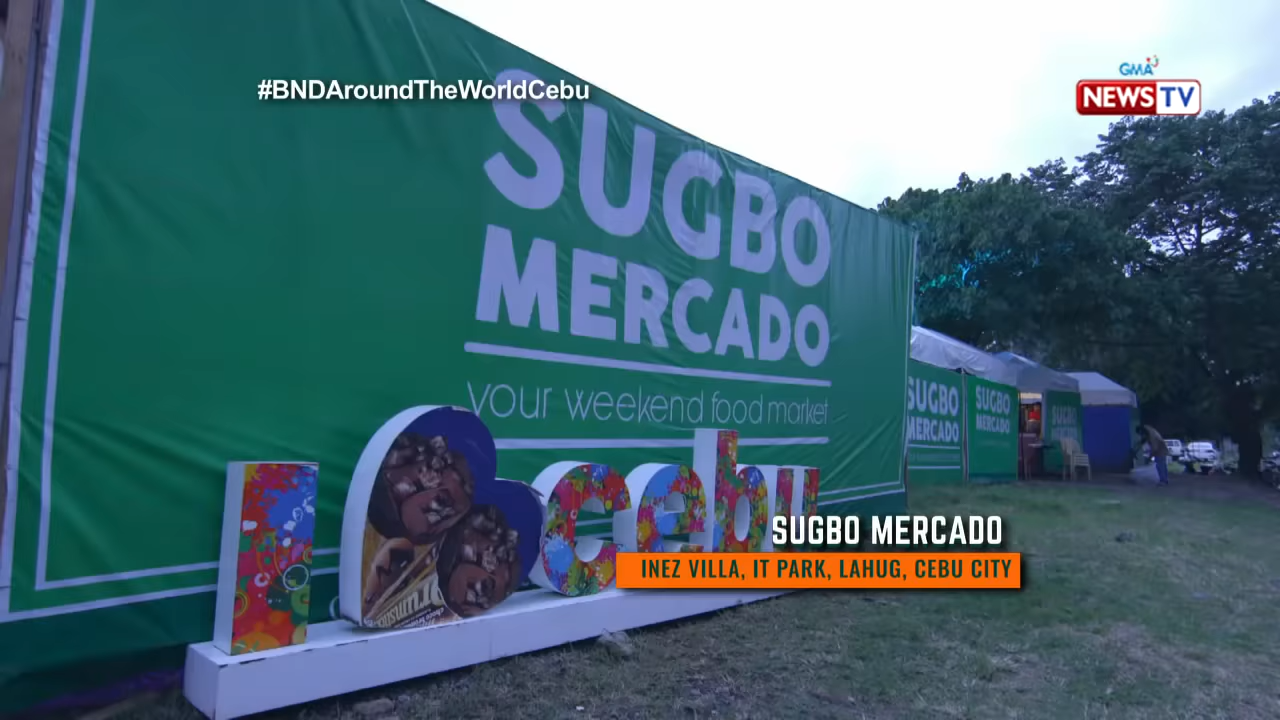 #BNDAroundTheWorldCebu
GMA
NEWS TV
SUGBO
MERCADO
your weekend food market
SUGBO
MERCADO
SUGBO
MERCADO
I cebu
Drumstick
SUGBO MERCADO
INEZ VILLA, IT PARK, LAHUG, CEBU CITY